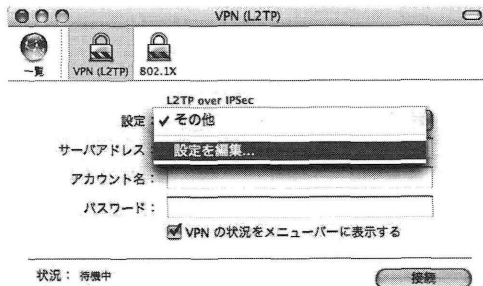 VPN (L2TP)
一覧 VPN (L2TP) 802.1X
L2TP over IPSec
設定: ✓ その他
設定を編集...
サーバアドレス
アカウント名:
パスワード:
VPN の状況をメニューバーに表示する
状況: 待機中
接続